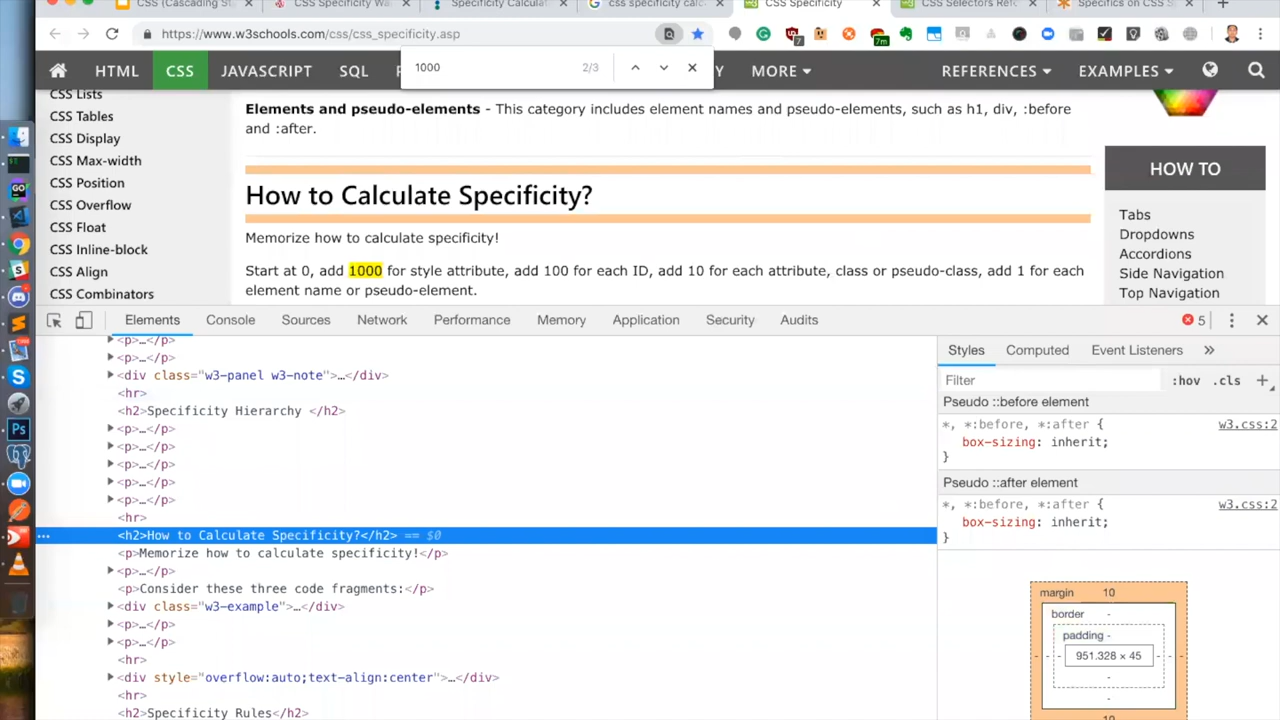 CSS (Cascading St
CSS Specificity Wa
Specificity Calculat
css specificity calc
CSS Specificity
CSS Selectors Refe
Specifics on CSS S
https://www.w3schools.com/css/css_specificity.asp
7
7m
1000
2/3
HTML
CSS
JAVASCRIPT
SQL
Y
MORE
REFERENCES
EXAMPLES
CSS Lists
CSS Tables
CSS Display
CSS Max-width
CSS Position
CSS Overflow
CSS Float
CSS Inline-block
CSS Align
CSS Combinators
Elements and pseudo-elements - This category includes element names and pseudo-elements, such as h1, div, :before
and :after.
How to Calculate Specificity?
Memorize how to calculate specificity!
Start at 0, add 1000 for style attribute, add 100 for each ID, add 10 for each attribute, class or pseudo-class, add 1 for each
element name or pseudo-element.
HOW TO
Tabs
Dropdowns
Accordions
Side Navigation
Top Navigation
GO
Ps
Elements
Console
Sources
Network
Performance
Memory
Application
Security
Audits
5
<p>…</p>
<p>…</p>
<div class="w3-panel w3-note">…</div>
<hr>
<h2>Specificity Hierarchy </h2>
<p>…</p>
<p>…</p>
<p>…</p>
<p>…</p>
<p>…</p>
<hr>
<h2>How to Calculate Specificity?</h2> == $0
<p>Memorize how to calculate specificity!</p>
<p>…</p>
<p>Consider these three code fragments:</p>
<div class="w3-example">…</div>
<p>…</p>
<p>…</p>
<hr>
<div style="overflow:auto;text-align:center">…</div>
<hr>
<h2>Specificity Rules</h2>
Styles
Computed
Event Listeners
Filter
:hov .cls
Pseudo ::before element
*, *:before, *:after {
w3.css:2
box-sizing: inherit;
}
Pseudo ::after element
*, *:before, *:after {
w3.css:2
box-sizing: inherit;
}
margin 10
border -
padding -
- - - 951.328 × 45 - - -
-
-
10